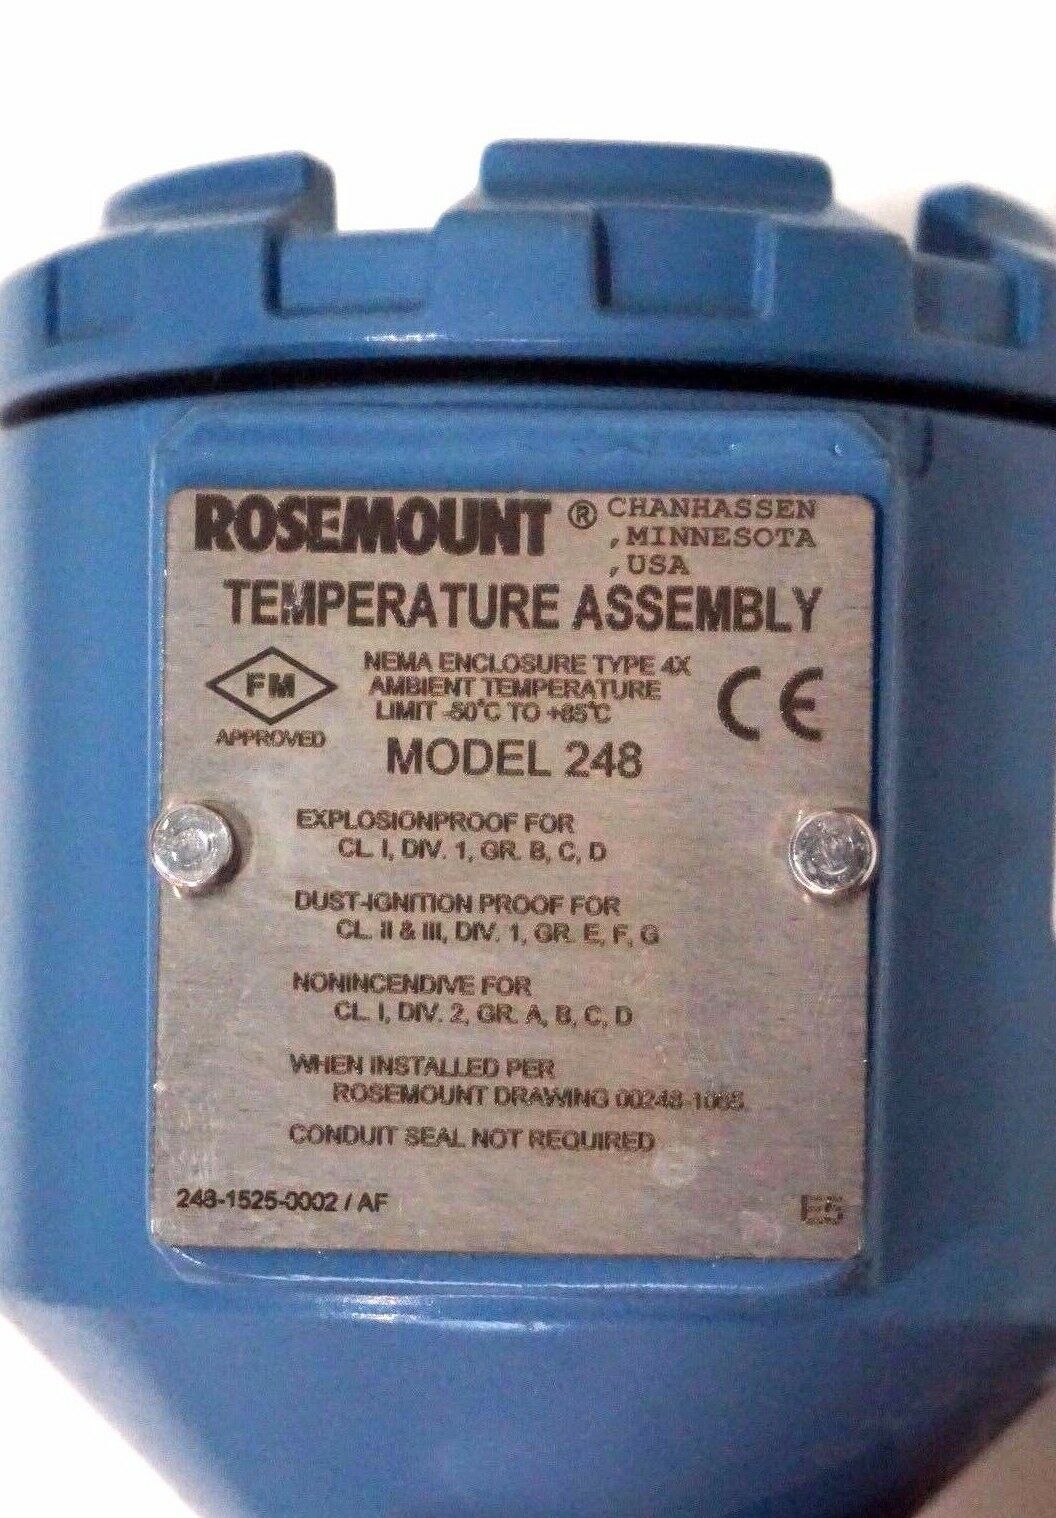 ROSEMOUNT ® CHANHASSEN
,MINNESOTA
,USA
TEMPERATURE ASSEMBLY
FM
APPROVED
NEMA ENCLOSURE TYPE 4X
AMBIENT TEMPERATURE
LIMIT -50°C TO +85°C
CE
MODEL 248
EXPLOSIONPROOF FOR
CL. I, DIV. 1, GR. B, C, D
DUST-IGNITION PROOF FOR
CL. II & III, DIV. 1, GR. E, F, G
NONINCENDIVE FOR
CL. I, DIV. 2, GR. A, B, C, D
WHEN INSTALLED PER
ROSEMOUNT DRAWING 00248-1065
CONDUIT SEAL NOT REQUIRED
248-1525-0002 / AF
E5